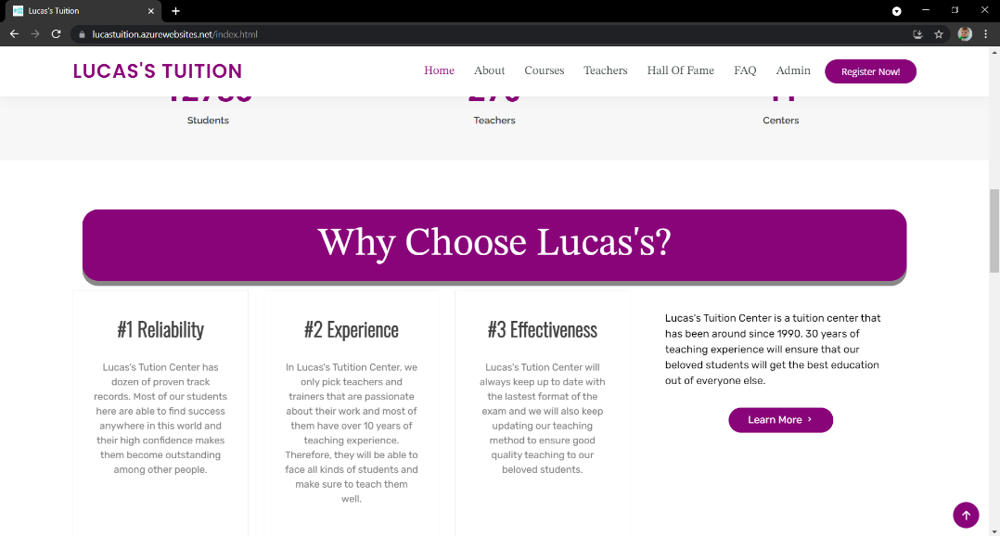 Lucas's Tuition
lucastuition.azurewebsites.net/index.html
LUCAS'S TUITION
Home About Courses Teachers Hall Of Fame FAQ Admin Register Now!
Students Teachers Centers
Why Choose Lucas's?
#1 Reliability
Lucas's Tution Center has
dozen of proven track
records. Most of our students
here are able to find success
anywhere in this world and
their high confidence makes
them become outstanding
among other people.
#2 Experience
In Lucas's Tutition Center, we
only pick teachers and
trainers that are passionate
about their work and most of
them have over 10 years of
teaching experience.
Therefore, they will be able to
face all kinds of students and
make sure to teach them
well.
#3 Effectiveness
Lucas's Tution Center will
always keep up to date with
the lastest format of the
exam and we will also keep
updating our teaching
method to ensure good
quality teaching to our
beloved students.
Lucas's Tuition Center is a tuition center that
has been around since 1990. 30 years of
teaching experience will ensure that our
beloved students will get the best education
out of everyone else.
Learn More